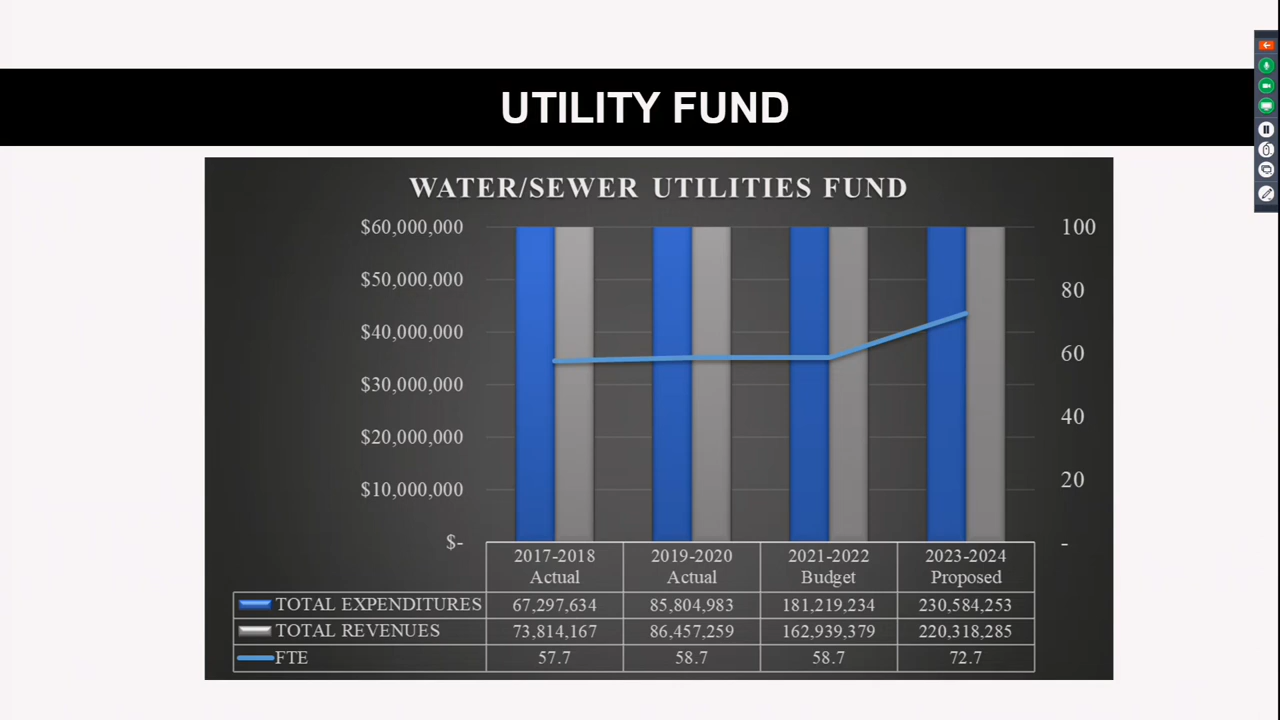 UTILITY FUND
WATER/SEWER UTILITIES FUND
$60,000,000
$50,000,000
$40,000,000
$30,000,000
$20,000,000
$10,000,000
$-
100
80
60
40
20
-
2017-2018 Actual 2019-2020 Actual 2021-2022 Budget 2023-2024 Proposed
TOTAL EXPENDITURES 67,297,634 85,804,983 181,219,234 230,584,253
TOTAL REVENUES 73,814,167 86,457,259 162,939,379 220,318,285
FTE 57.7 58.7 58.7 72.7